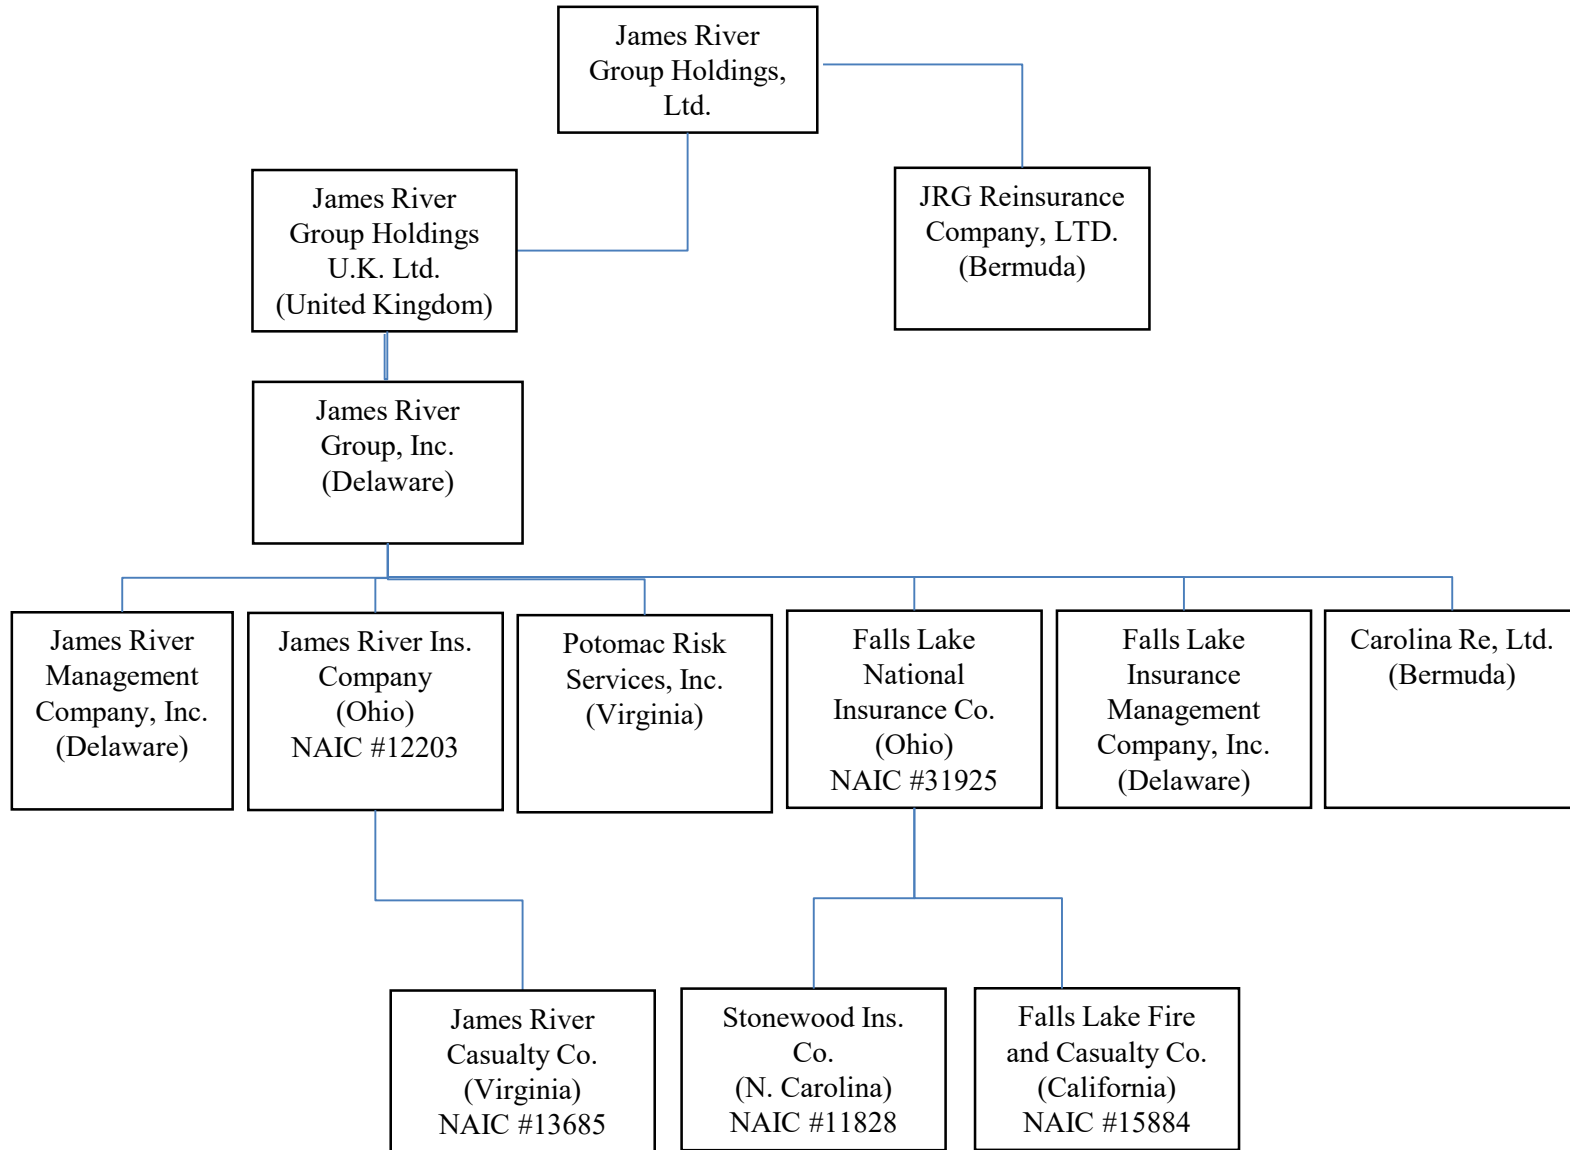 James River
Group Holdings,
Ltd.
James River
Group Holdings
U.K. Ltd.
(United Kingdom)
JRG Reinsurance
Company, LTD.
(Bermuda)
James River
Group, Inc.
(Delaware)
James River
Management
Company, Inc.
(Delaware)
James River Ins.
Company
(Ohio)
NAIC #12203
Potomac Risk
Services, Inc.
(Virginia)
Falls Lake
National
Insurance Co.
(Ohio)
NAIC #31925
Falls Lake
Insurance
Management
Company, Inc.
(Delaware)
Carolina Re, Ltd.
(Bermuda)
James River
Casualty Co.
(Virginia)
NAIC #13685
Stonewood Ins.
Co.
(N. Carolina)
NAIC #11828
Falls Lake Fire
and Casualty Co.
(California)
NAIC #15884